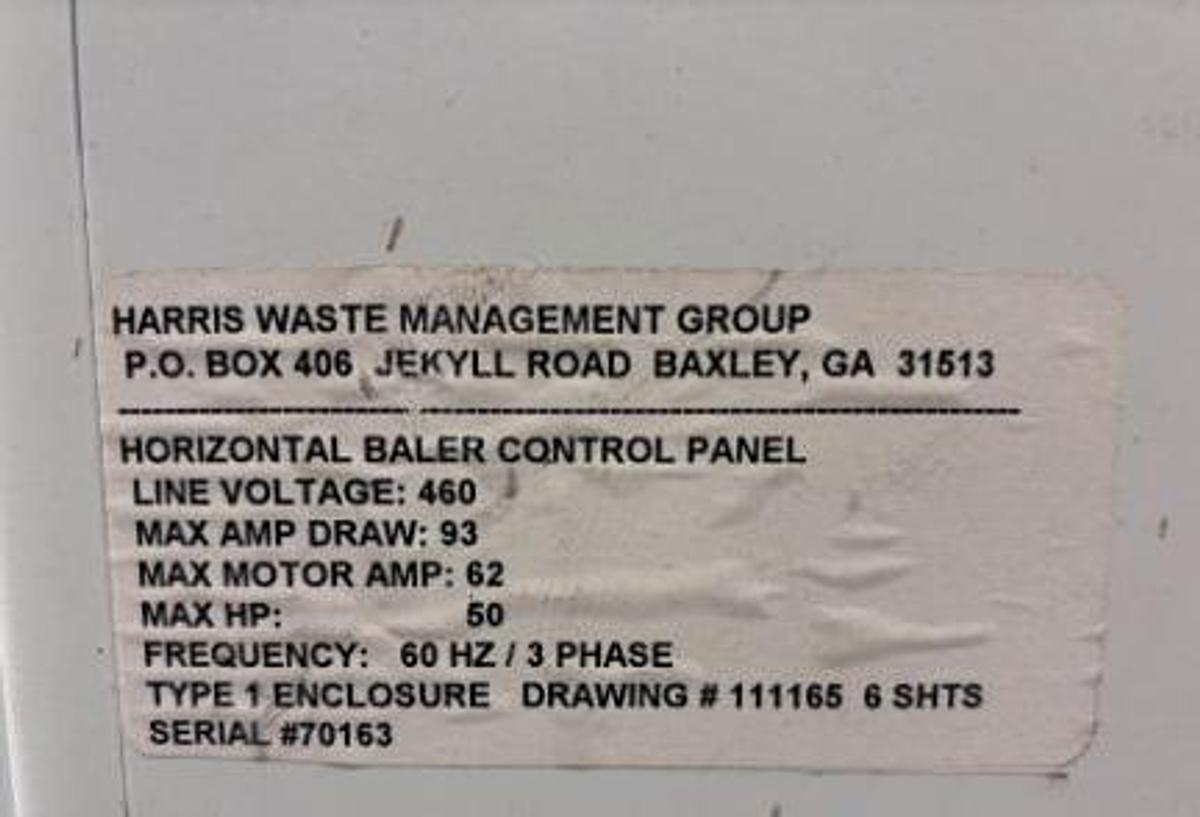 HARRIS WASTE MANAGEMENT GROUP
P.O. BOX 406 JEKYLL ROAD BAXLEY, GA 31513
--------------------------------------------------------------------------------
HORIZONTAL BALER CONTROL PANEL
LINE VOLTAGE: 460
MAX AMP DRAW: 93
MAX MOTOR AMP: 62
MAX HP: 50
FREQUENCY: 60 HZ / 3 PHASE
TYPE 1 ENCLOSURE DRAWING # 111165 6 SHTS
SERIAL #70163